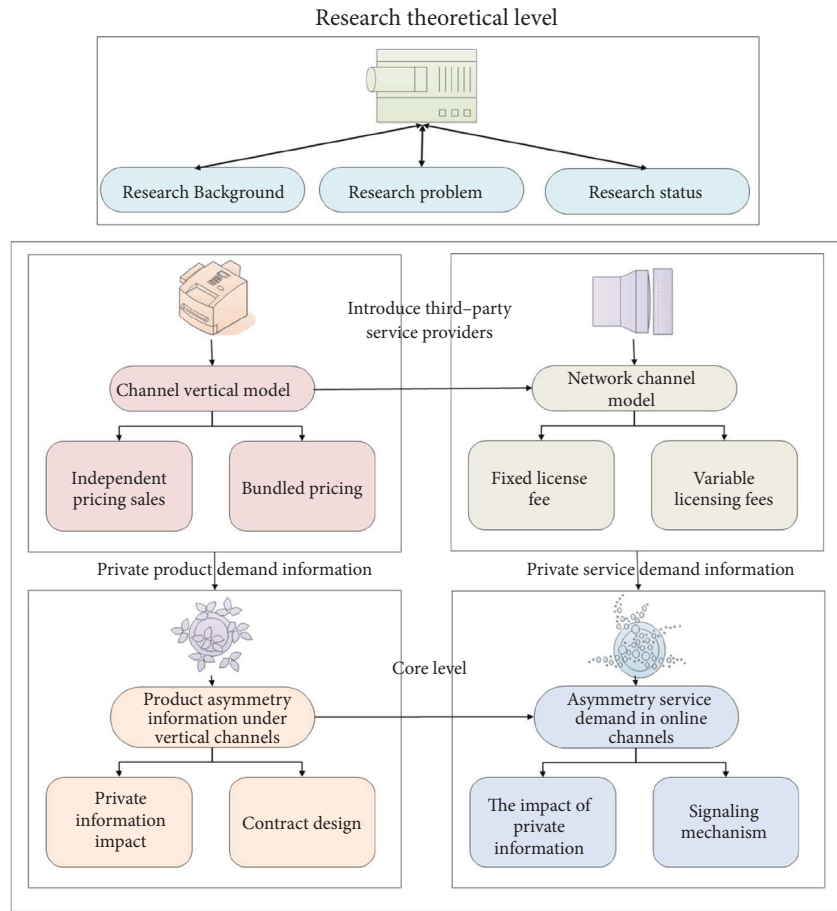 Research theoretical level
Research Background
Research problem
Research status
Introduce third–party
service providers
Channel vertical model
Network channel
model
Independent
pricing sales
Bundled pricing
Fixed license
fee
Variable
licensing fees
Private product demand information
Private service demand information
Core level
Product asymmetry
information under
vertical channels
Asymmetry service
demand in online
channels
Private
information
impact
Contract design
The impact of
private
information
Signaling
mechanism